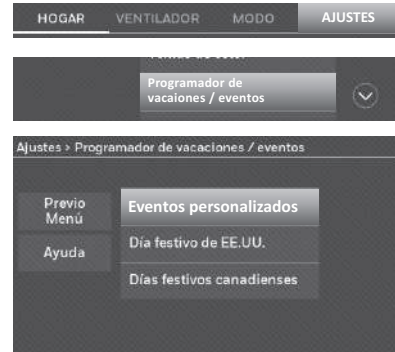 HOGAR VENTILADOR MODO AJUSTES
Programador de
vacaiones / eventos
Ajustes > Programador de vacaciones / eventos
Previo
Menú
Eventos personalizados
Ayuda
Día festivo de EE.UU.
Días festivos canadienses